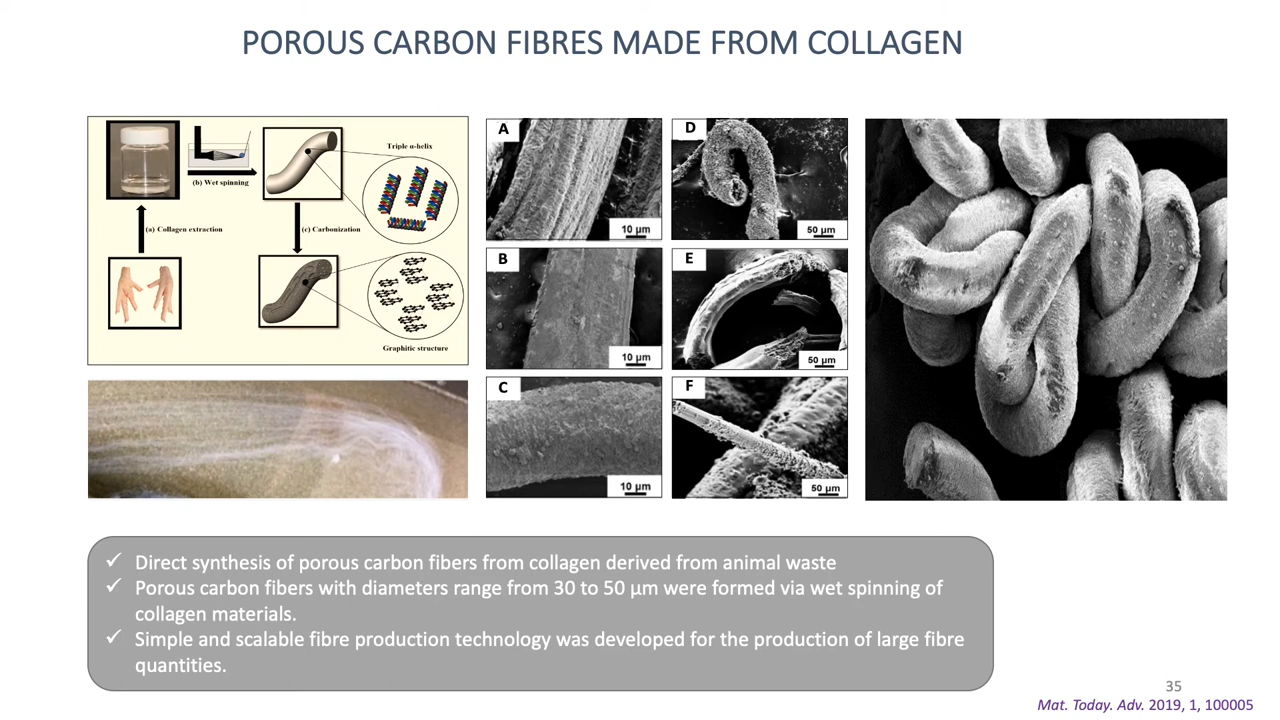 POROUS CARBON FIBRES MADE FROM COLLAGEN
Triple α-helix
(b) Wet spinning
(a) Collagen extraction
(c) Carbonization
Graphitic structure
A
10 µm
D
50 µm
B
10 µm
E
50 µm
C
10 µm
F
50 µm
✓ Direct synthesis of porous carbon fibers from collagen derived from animal waste
✓ Porous carbon fibers with diameters range from 30 to 50 µm were formed via wet spinning of
collagen materials.
✓ Simple and scalable fibre production technology was developed for the production of large fibre
quantities.
35
Mat. Today. Adv. 2019, 1, 100005